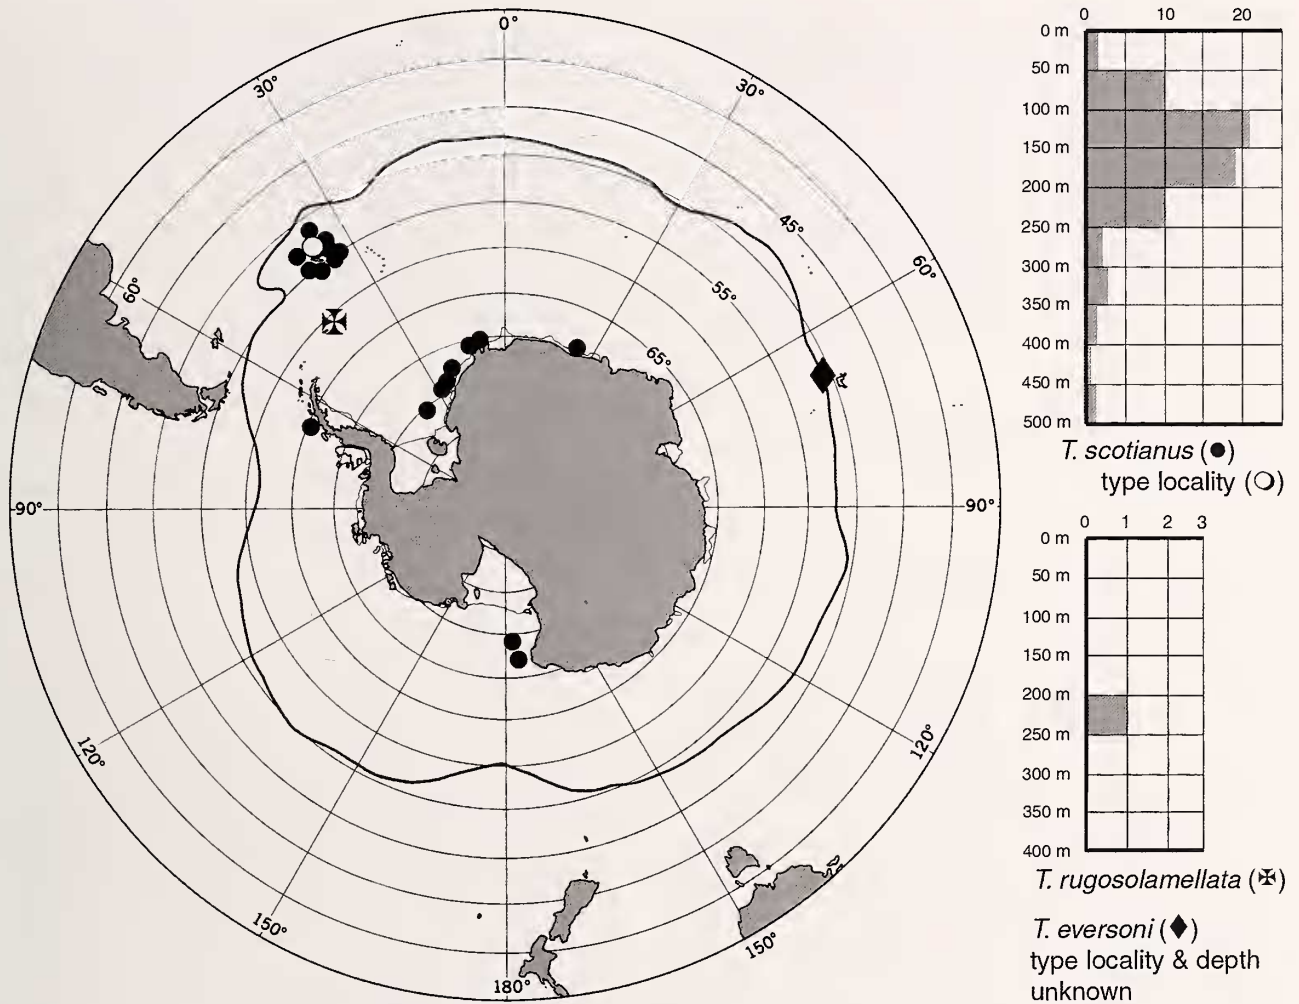 0°
30°
30°
45°
60°
60°
55°
65°
90°
90°
120°
120°
150°
150°
180°
0 10 20
0 m
50 m
100 m
150 m
200 m
250 m
300 m
350 m
400 m
450 m
500 m
T. scotianus (●)
type locality (○)
0 1 2 3
0 m
50 m
100 m
150 m
200 m
250 m
300 m
350 m
400 m
T. rugosolamellata (✠)
T. eversoni (♦)
type locality & depth
unknown